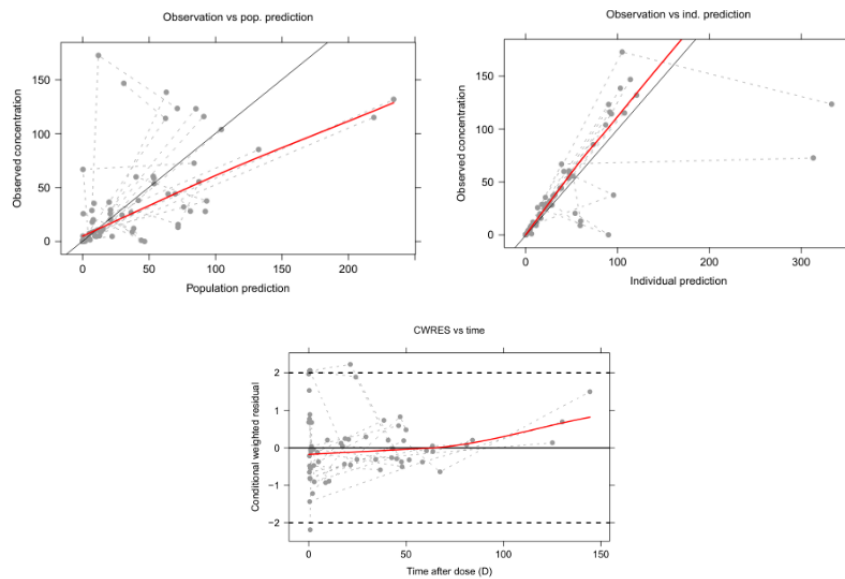 Observation vs pop. prediction
Observed concentration
150
100
50
0
0 50 100 150 200
Population prediction
Observation vs ind. prediction
Observed concentration
150
100
50
0
0 100 200 300
Individual prediction
CWRES vs time
Conditional weighted residual
2
1
0
−1
−2
0 50 100 150
Time after dose (D)